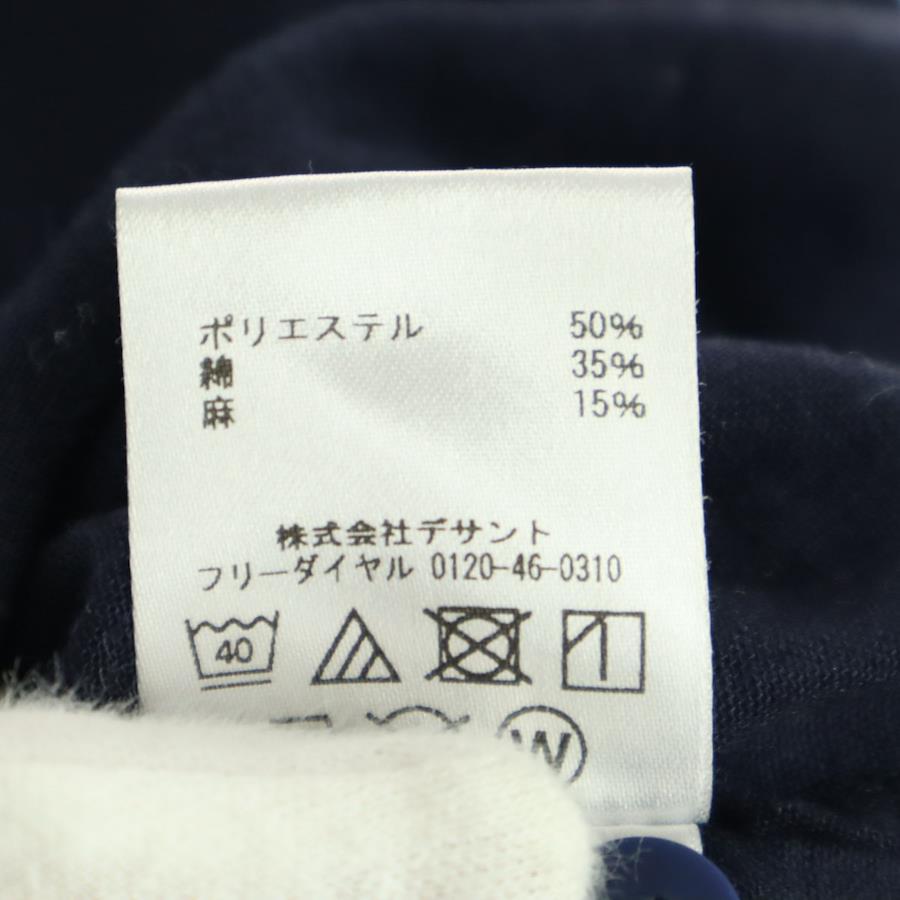 ポリエステル 50%
綿 35%
麻 15%
株式会社デサント
フリーダイヤル 0120-46-0310
40
W